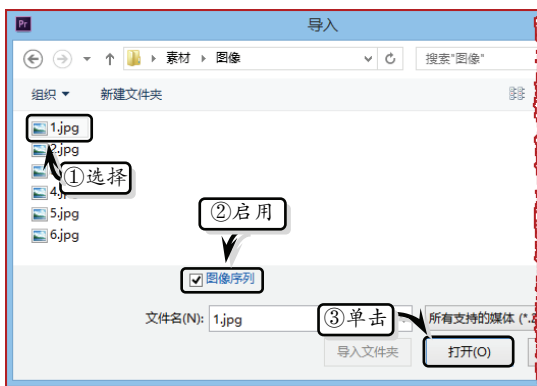 Pr 导入
素材 图像 搜索"图像"
组织 新建文件夹
1.jpg
2.jpg
①选择
4.jpg
5.jpg
6.jpg
②启用
图像序列
③单击
文件名(N): 1.jpg 所有支持的媒体 (*.
导入文件夹 打开(O)